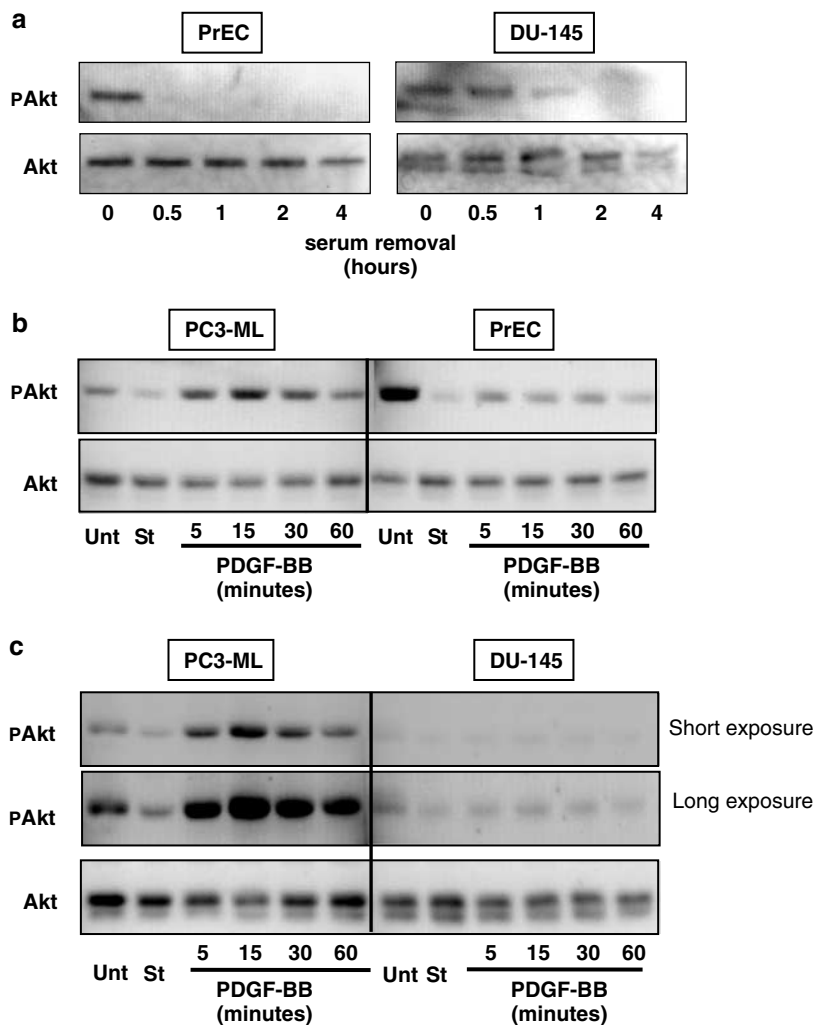 a
PrEC DU-145
PAkt
Akt
0 0.5 1 2 4 0 0.5 1 2 4
serum removal
(hours)
b
PC3-ML PrEC
PAkt
Akt
Unt St 5 15 30 60 Unt St 5 15 30 60
PDGF-BB PDGF-BB
(minutes) (minutes)
c
PC3-ML DU-145
PAkt Short exposure
PAkt Long exposure
Akt
Unt St 5 15 30 60 Unt St 5 15 30 60
PDGF-BB PDGF-BB
(minutes) (minutes)